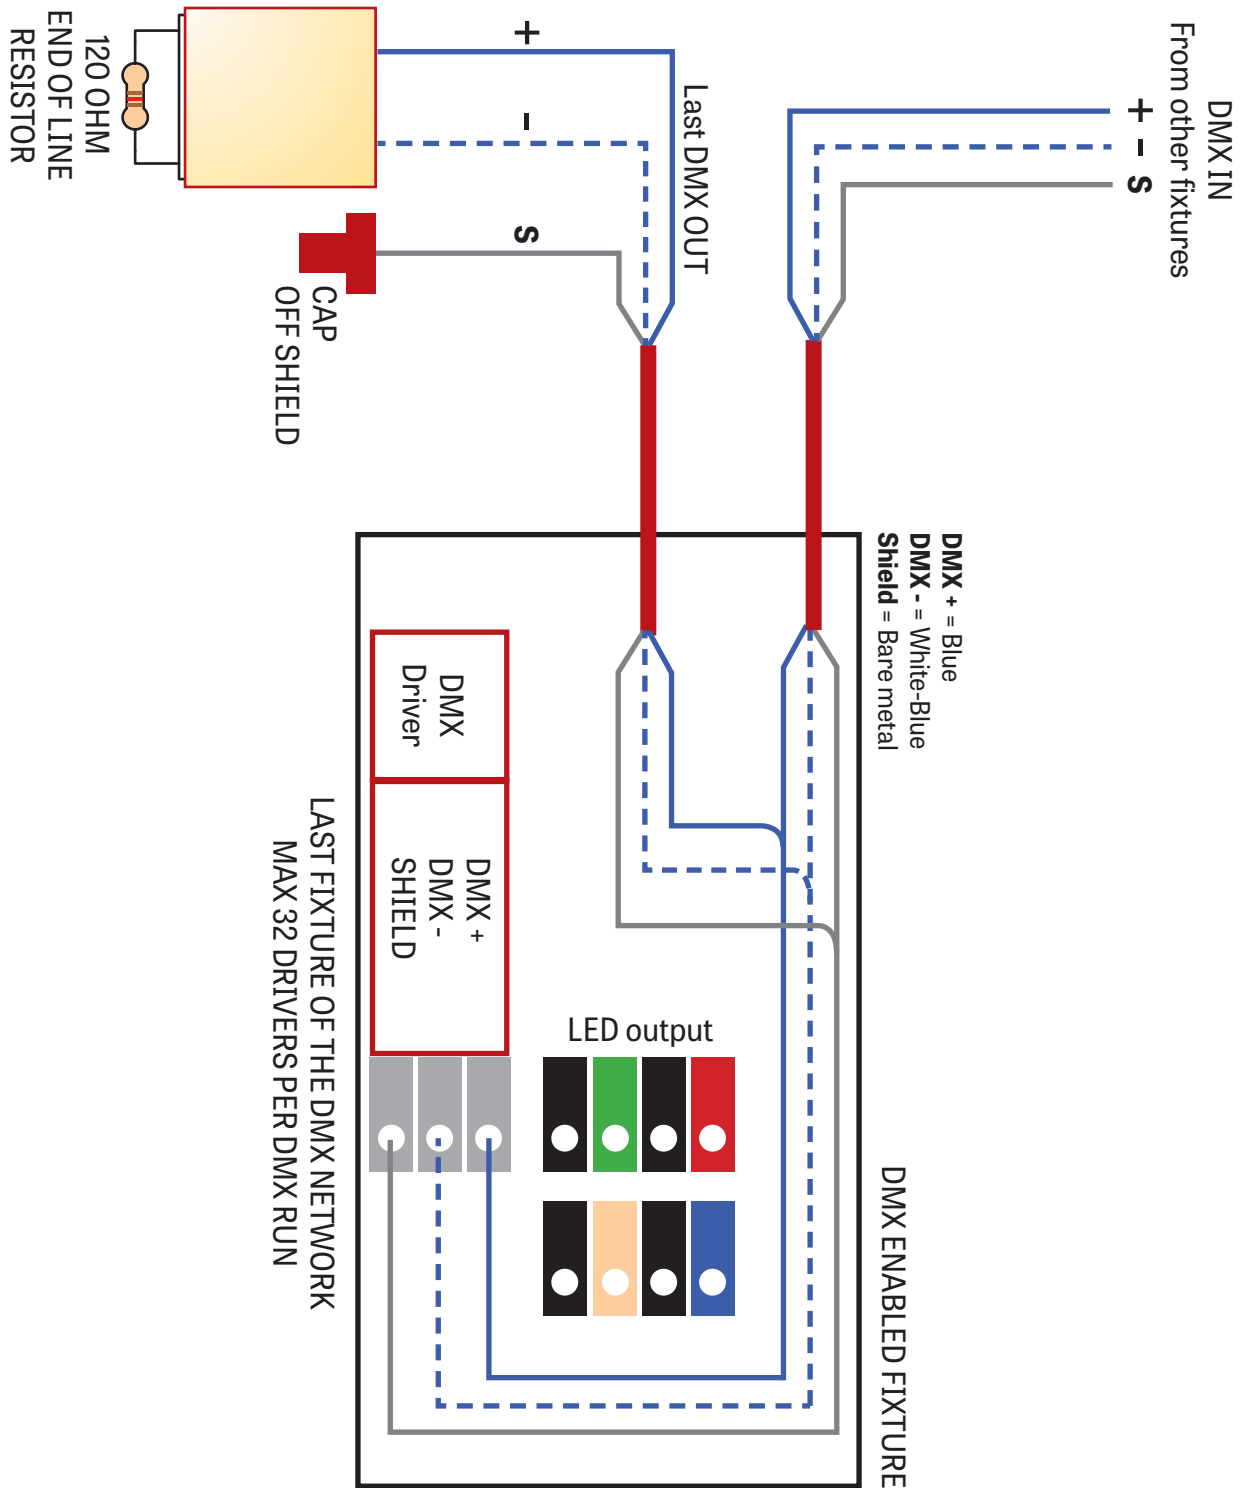 DMX IN
From other fixtures
+
-
S
Last DMX OUT
+
-
S
120 OHM
END OF LINE
RESISTOR
CAP
OFF SHIELD
DMX + = Blue
DMX - = White-Blue
Shield = Bare metal
DMX ENABLED FIXTURE
DMX
Driver
DMX +
DMX -
SHIELD
LED output
LAST FIXTURE OF THE DMX NETWORK
MAX 32 DRIVERS PER DMX RUN